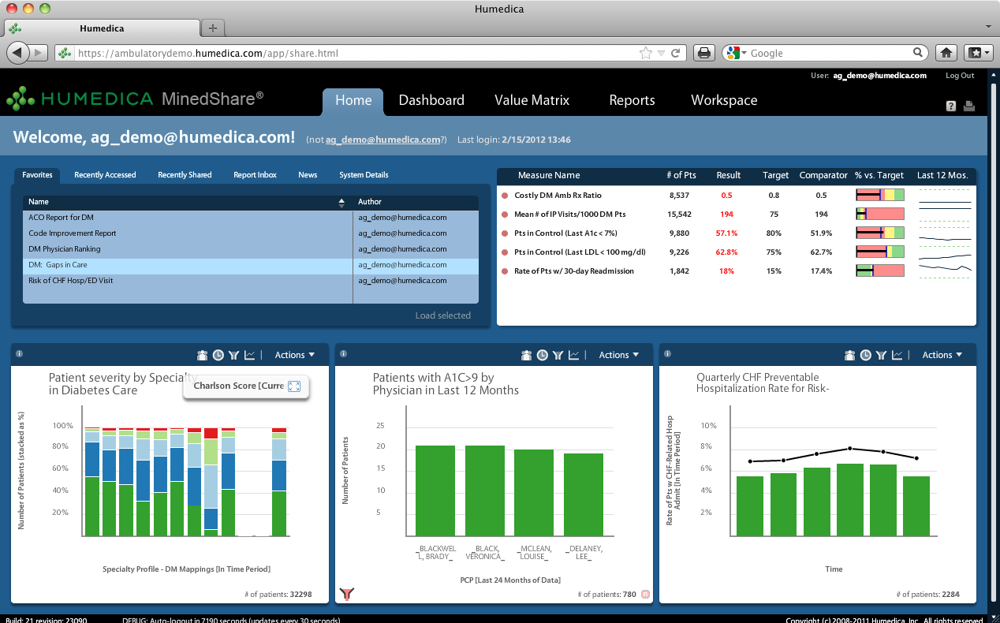 Humedica
Humedica
https://ambulatorydemo.humedica.com/app/share.html
Google
User: ag_demo@humedica.com Log Out
HUMEDICA MinedShare®
Home Dashboard Value Matrix Reports Workspace
?
Welcome, ag_demo@humedica.com! (not ag_demo@humedica.com?) Last login: 2/15/2012 13:46
Favorites Recently Accessed Recently Shared Report Inbox News System Details
Name Author
ACO Report for DM ag_demo@humedica.com
Code Improvement Report ag_demo@humedica.com
DM Physician Ranking ag_demo@humedica.com
DM: Gaps in Care ag_demo@humedica.com
Risk of CHF Hosp/ED Visit ag_demo@humedica.com
Load selected
Measure Name # of Pts Result Target Comparator % vs. Target Last 12 Mos.
Costly DM Amb Rx Ratio 8,537 0.5 0.8 0.5
Mean # of IP Visits/1000 DM Pts 15,542 194 75 194
Pts in Control (Last A1c < 7%) 9,880 57.1% 80% 51.9%
Pts in Control (Last LDL < 100 mg/dl) 9,226 62.8% 75% 62.7%
Rate of Pts w/ 30-day Readmission 1,842 18% 15% 17.4%
Actions
Patient severity by Specialty
in Diabetes Care
Charlson Score [Curre
Number of Patients (stacked as %)
100%
80%
60%
40%
20%
Specialty Profile - DM Mappings [In Time Period]
# of patients: 32298
Actions
Patients with A1C>9 by
Physician in Last 12 Months
Number of Patients
25
20
15
10
5
_BLACKWEL _BLACK, _MCLEAN, _DELANEY,
L, BRADY_ VERONICA_ LOUISE_ LEE_
PCP [Last 24 Months of Data]
# of patients: 780
Actions
Quarterly CHF Preventable
Hospitalization Rate for Risk-
Rate of Pts w CHF-Related Hosp
Admit [In Time Period]
10%
8%
6%
4%
2%
Time
# of patients: 2284
Build: 21 revision: 23090 DEBUG: Auto-logout in 7190 seconds (updates every 30 seconds) Copyright (c) 2008-2011 Humedica, Inc. All rights reserved